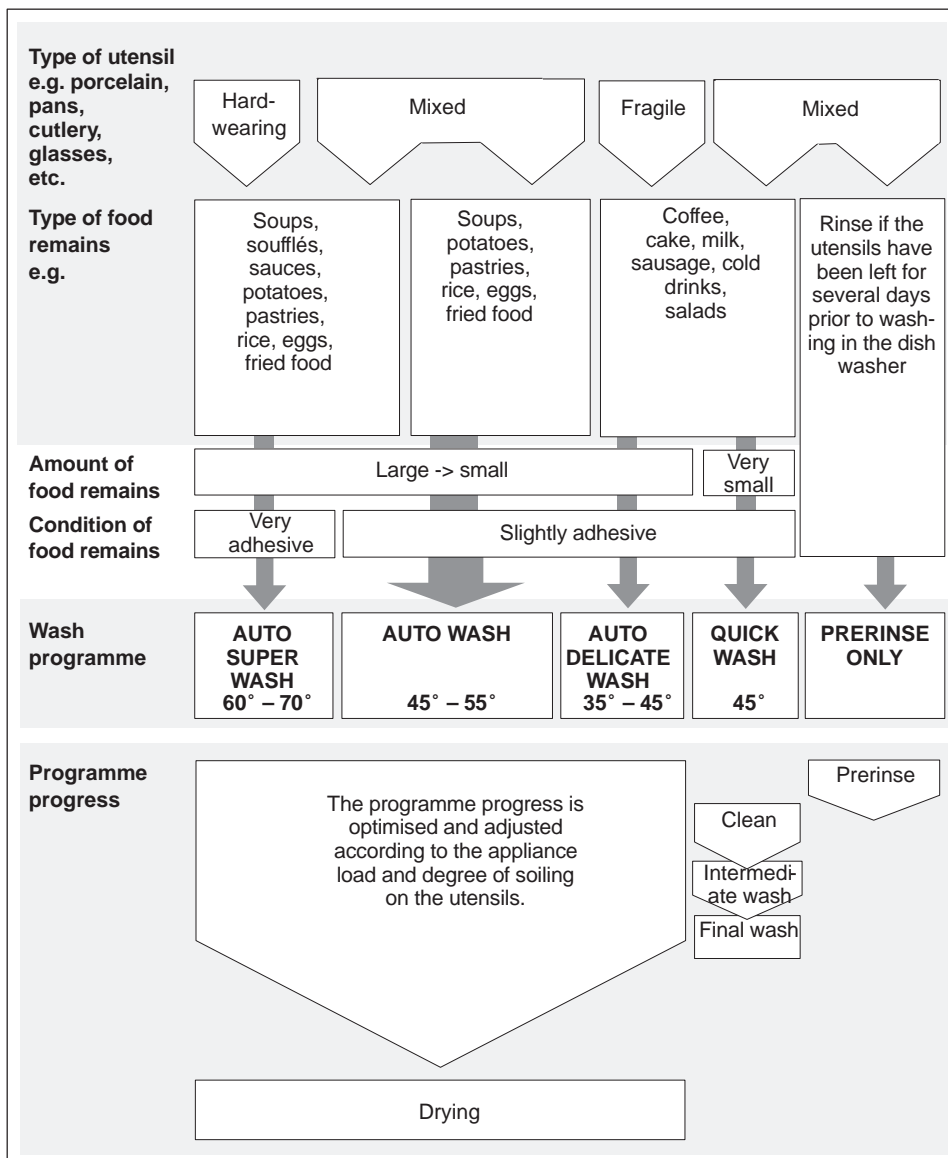 Type of utensil
e.g. porcelain,
pans,
cutlery,
glasses,
etc.
Hard-
wearing
Mixed
Fragile
Mixed
Type of food
remains
e.g.
Soups,
soufflés,
sauces,
potatoes,
pastries,
rice, eggs,
fried food
Soups,
potatoes,
pastries,
rice, eggs,
fried food
Coffee,
cake, milk,
sausage, cold
drinks,
salads
Rinse if the
utensils have
been left for
several days
prior to wash-
ing in the dish
washer
Amount of
food remains
Large -> small
Very
small
Condition of
food remains
Very
adhesive
Slightly adhesive
Wash
programme
AUTO
SUPER
WASH
60° – 70°
AUTO WASH
45° – 55°
AUTO
DELICATE
WASH
35° – 45°
QUICK
WASH
45°
PRERINSE
ONLY
Programme
progress
The programme progress is
optimised and adjusted
according to the appliance
load and degree of soiling
on the utensils.
Clean
Intermedi-
ate wash
Final wash
Prerinse
Drying